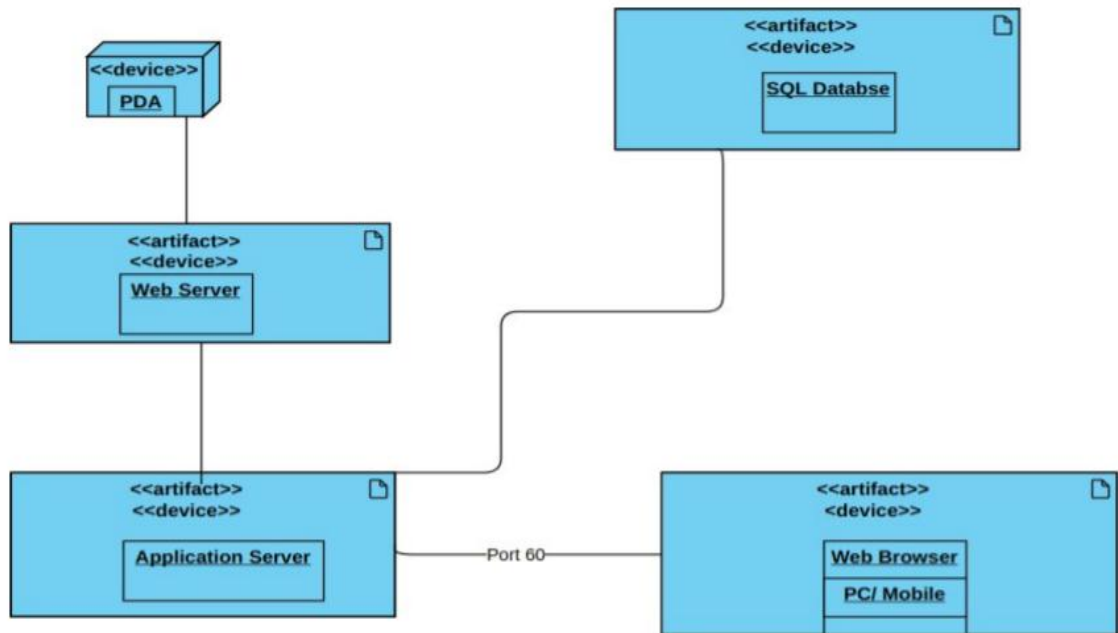 <<device>>
PDA
<<artifact>>
<<device>>
SQL Databse
<<artifact>>
<<device>>
Web Server
<<artifact>>
<<device>>
Application Server
Port 60
<<artifact>>
<device>>
Web Browser
PC/ Mobile